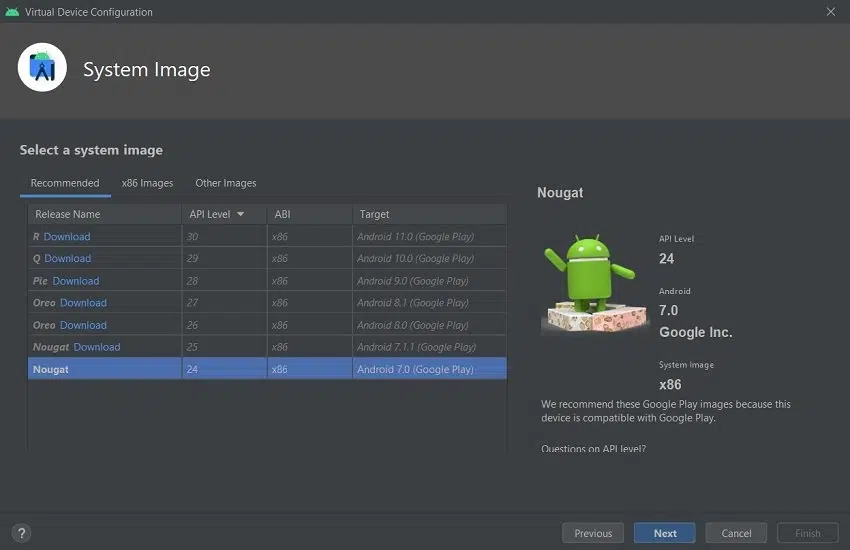 Virtual Device Configuration
System Image
Select a system image
Recommended x86 Images Other Images
Release Name API Level ABI Target
R Download 30 x86 Android 11.0 (Google Play)
Q Download 29 x86 Android 10.0 (Google Play)
Pie Download 28 x86 Android 9.0 (Google Play)
Oreo Download 27 x86 Android 8.1 (Google Play)
Oreo Download 26 x86 Android 8.0 (Google Play)
Nougat Download 25 x86 Android 7.1.1 (Google Play)
Nougat 24 x86 Android 7.0 (Google Play)
Nougat
API Level
24
Android
7.0
Google Inc.
System Image
x86
We recommend these Google Play images because this
device is compatible with Google Play.
Questions on API level?
? Previous Next Cancel Finish